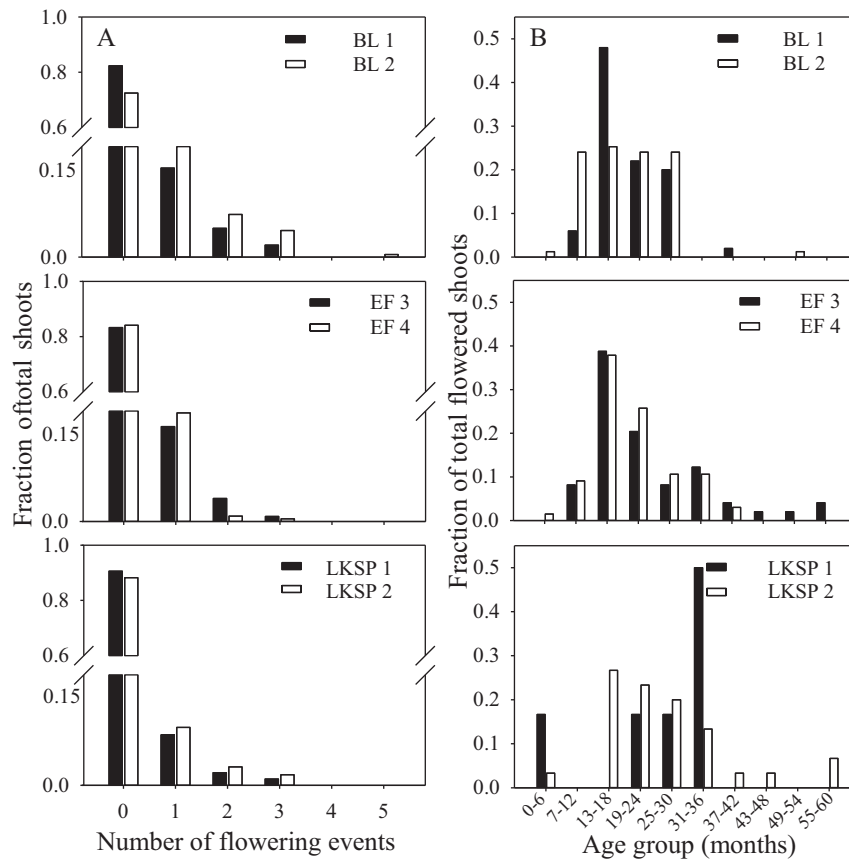 A
BL 1
BL 2
1.0
0.8
0.6
0.15
0.0
EF 3
EF 4
1.0
0.8
0.6
0.15
0.0
LKSP 1
LKSP 2
1.0
0.8
0.6
0.15
0.0
Fraction oftotal shoots
0 1 2 3 4 5
Number of flowering events
B
BL 1
BL 2
0.5
0.4
0.3
0.2
0.1
0.0
EF 3
EF 4
0.5
0.4
0.3
0.2
0.1
0.0
LKSP 1
LKSP 2
0.5
0.4
0.3
0.2
0.1
0.0
Fraction of total flowered shoots
0-6 7-12 13-18 19-24 25-30 31-36 37-42 43-48 49-54 55-60
Age group (months)